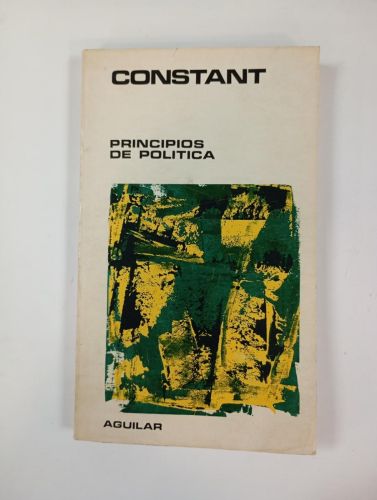 CONSTANT
PRINCIPIOS
DE POLITICA
AGUILAR